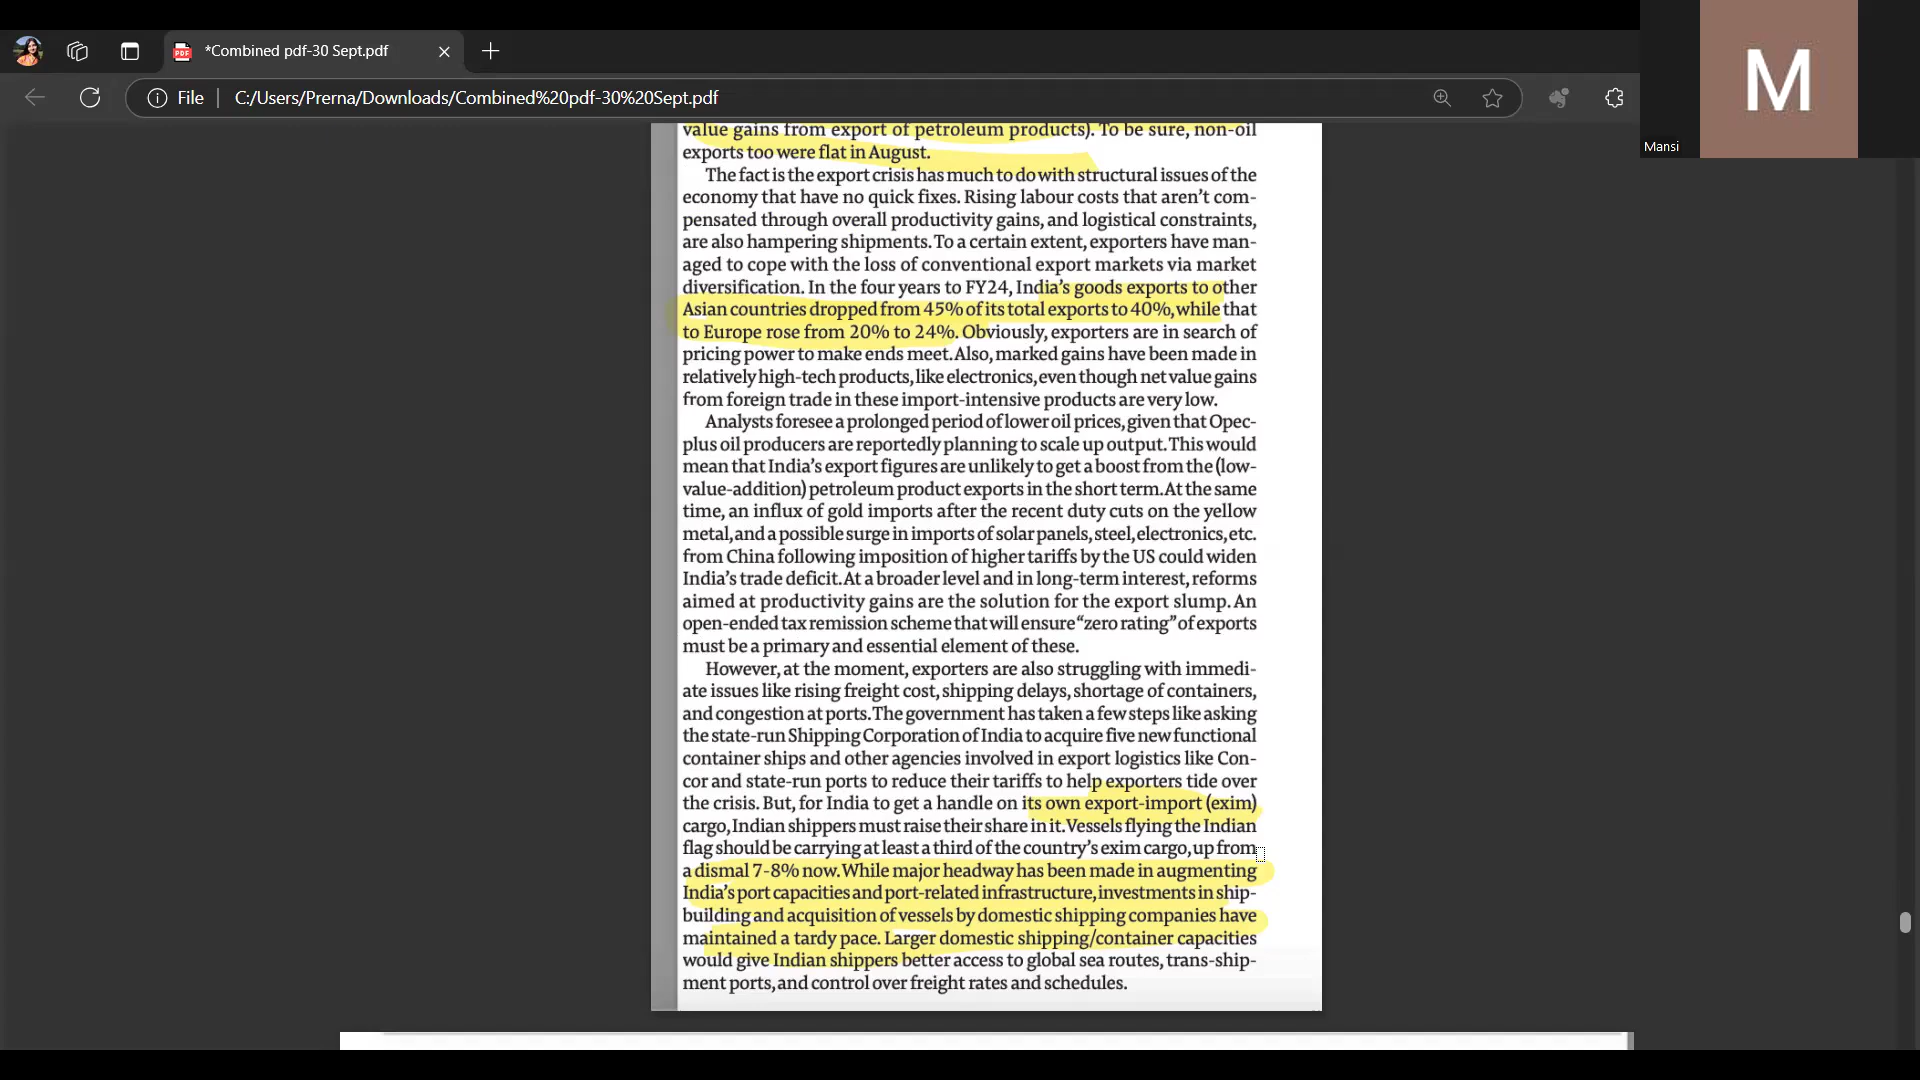 *Combined pdf-30 Sept.pdf
File | C:/Users/Prerna/Downloads/Combined%20pdf-30%20Sept.pdf
M
Mansi
value gains from export of petroleum products). To be sure, non-oil
exports too were flat in August.
The fact is the export crisis has much to do with structural issues of the
economy that have no quick fixes. Rising labour costs that aren't com-
pensated through overall productivity gains, and logistical constraints,
are also hampering shipments. To a certain extent, exporters have man-
aged to cope with the loss of conventional export markets via market
diversification. In the four years to FY24, India's goods exports to other
Asian countries dropped from 45% of its total exports to 40%, while that
to Europe rose from 20% to 24%. Obviously, exporters are in search of
pricing power to make ends meet. Also, marked gains have been made in
relatively high-tech products, like electronics, even though net value gains
from foreign trade in these import-intensive products are very low.
Analysts foresee a prolonged period of lower oil prices, given that Opec-
plus oil producers are reportedly planning to scale up output. This would
mean that India's export figures are unlikely to get a boost from the (low-
value-addition) petroleum product exports in the short term. At the same
time, an influx of gold imports after the recent duty cuts on the yellow
metal, and a possible surge in imports of solar panels, steel, electronics, etc.
from China following imposition of higher tariffs by the US could widen
India's trade deficit. At a broader level and in long-term interest, reforms
aimed at productivity gains are the solution for the export slump. An
open-ended tax remission scheme that will ensure "zero rating" of exports
must be a primary and essential element of these.
However, at the moment, exporters are also struggling with immedi-
ate issues like rising freight cost, shipping delays, shortage of containers,
and congestion at ports. The government has taken a few steps like asking
the state-run Shipping Corporation of India to acquire five new functional
container ships and other agencies involved in export logistics like Con-
cor and state-run ports to reduce their tariffs to help exporters tide over
the crisis. But, for India to get a handle on its own export-import (exim)
cargo, Indian shippers must raise their share in it. Vessels flying the Indian
flag should be carrying at least a third of the country's exim cargo, up from
a dismal 7-8% now. While major headway has been made in augmenting
India's port capacities and port-related infrastructure, investments in ship-
building and acquisition of vessels by domestic shipping companies have
maintained a tardy pace. Larger domestic shipping/container capacities
would give Indian shippers better access to global sea routes, trans-ship-
ment ports, and control over freight rates and schedules.